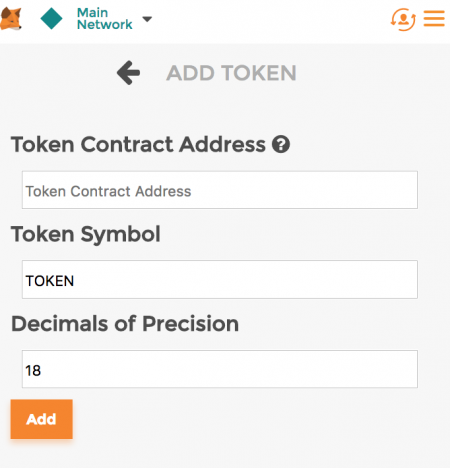 Main
Network
ADD TOKEN
Token Contract Address ?
Token Contract Address
Token Symbol
TOKEN
Decimals of Precision
18
Add